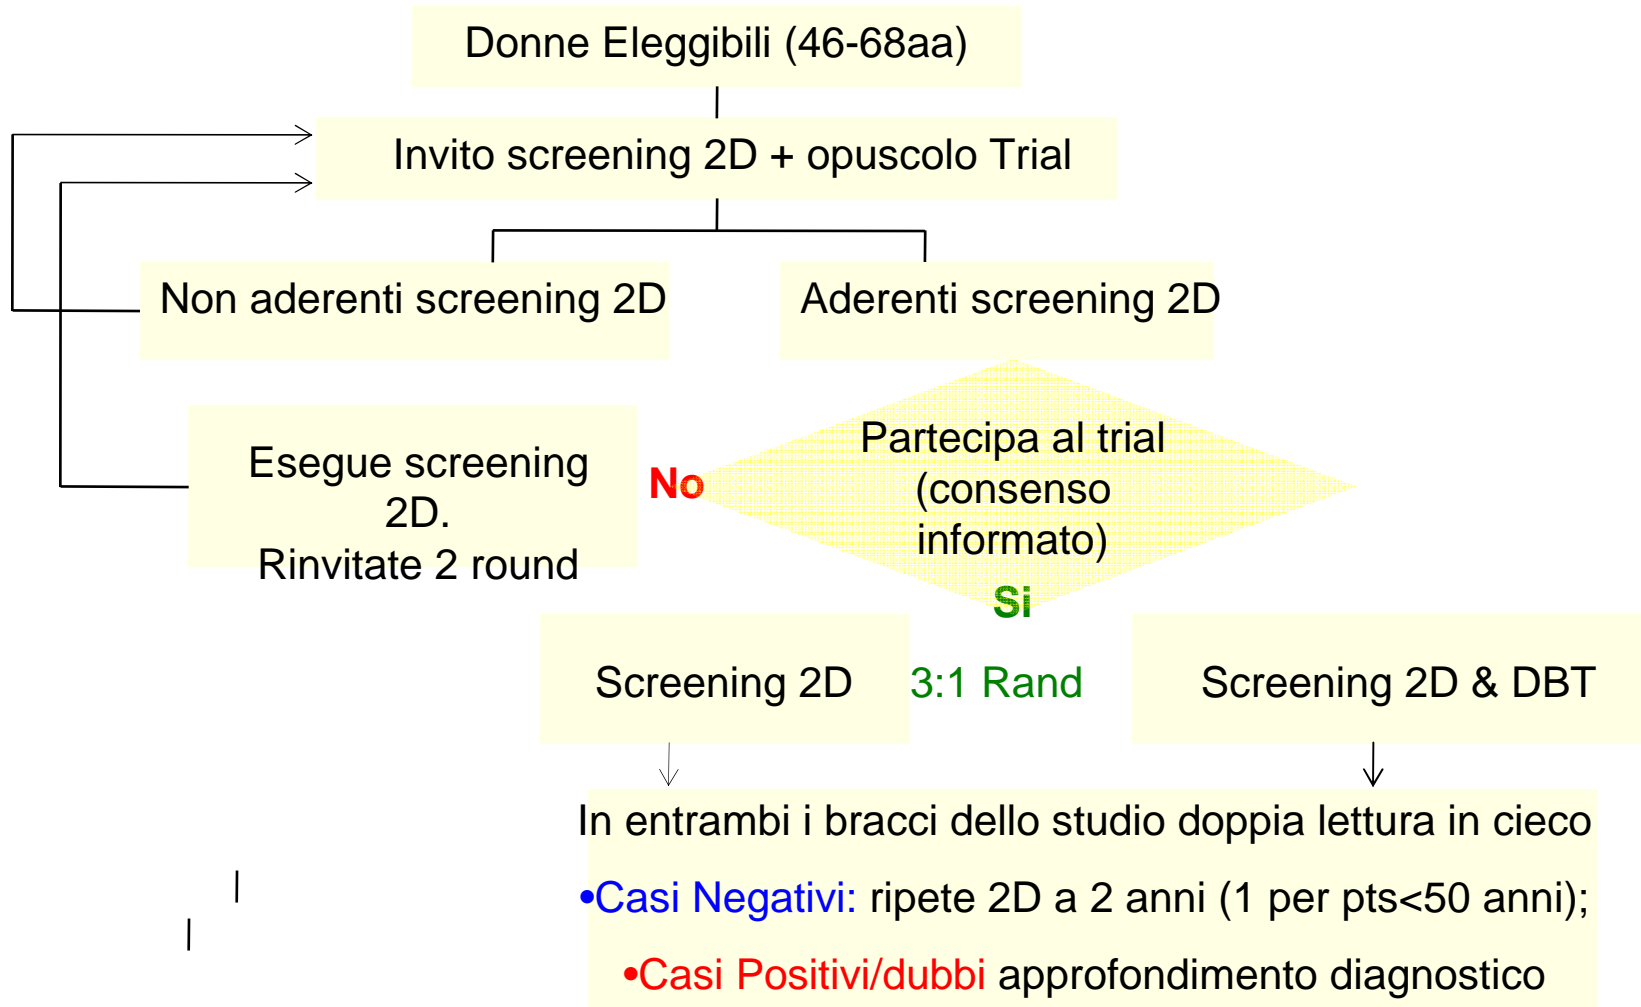 Donne Eleggibili (46-68aa)
Invito screening 2D + opuscolo Trial
Non aderenti screening 2D
Aderenti screening 2D
Esegue screening
2D.
Rinvitate 2 round
No
Partecipa al trial
(consenso
informato)
Si
Screening 2D
3:1 Rand
Screening 2D & DBT
In entrambi i bracci dello studio doppia lettura in cieco
•Casi Negativi: ripete 2D a 2 anni (1 per pts<50 anni);
•Casi Positivi/dubbi approfondimento diagnostico